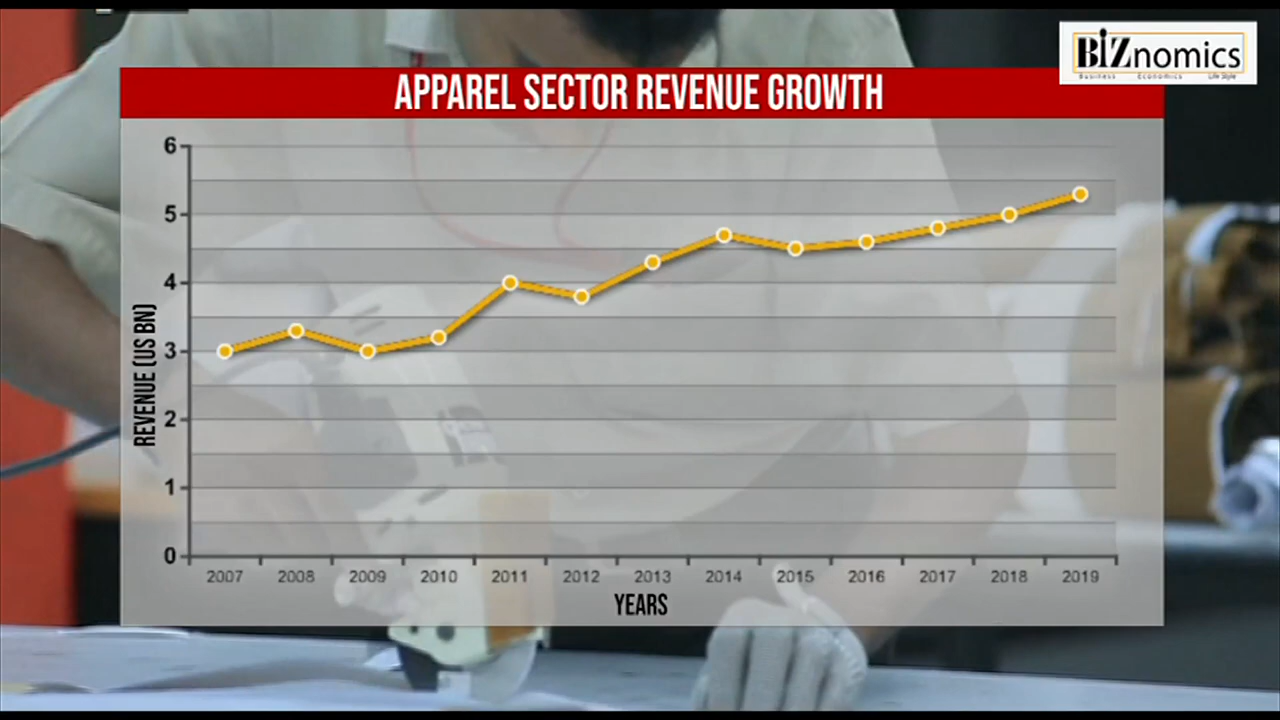 BiZnomics
Business Economics Life Style
APPAREL SECTOR REVENUE GROWTH
REVENUE (US BN)
6
5
4
3
2
1
0
2007 2008 2009 2010 2011 2012 2013 2014 2015 2016 2017 2018 2019
YEARS